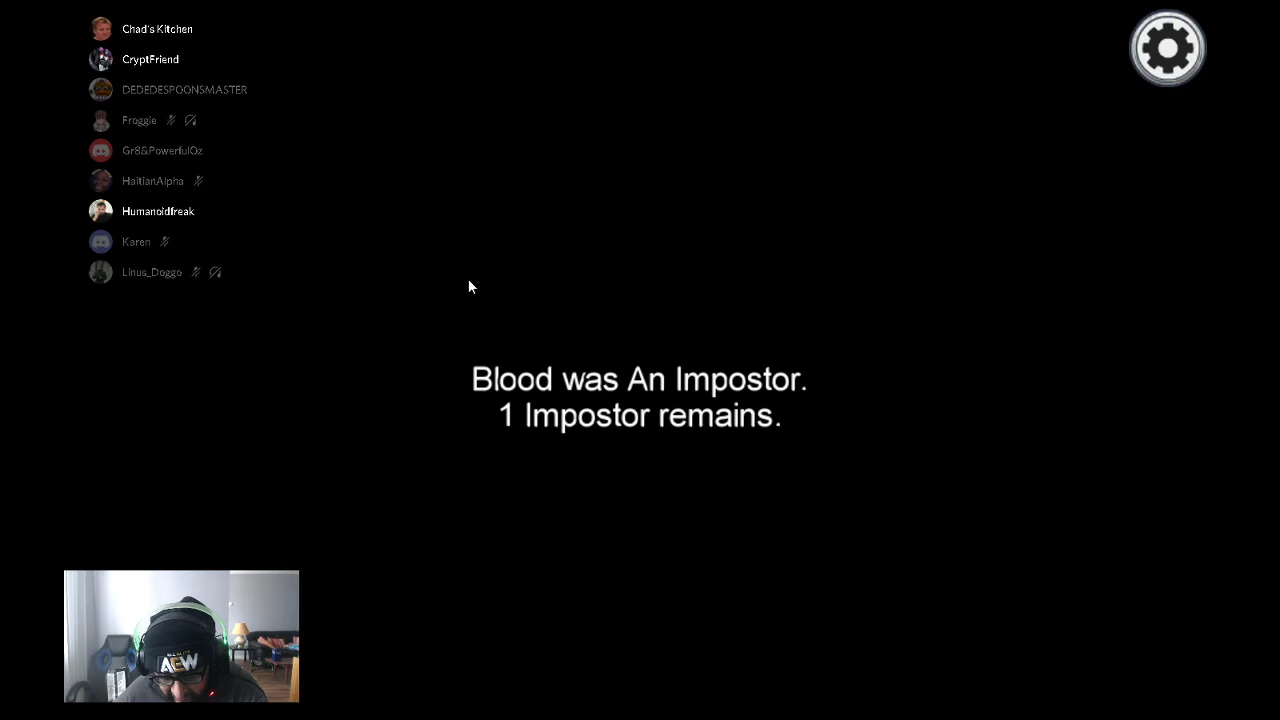 Chad's Kitchen
CryptFriend
DEDEDESPOONSMASTER
Froggie
Gr8&PowerfulOz
HaitianAlpha
Humanoidfreak
Karen
Linus_Doggo
Blood was An Impostor.
1 Impostor remains.
AEW